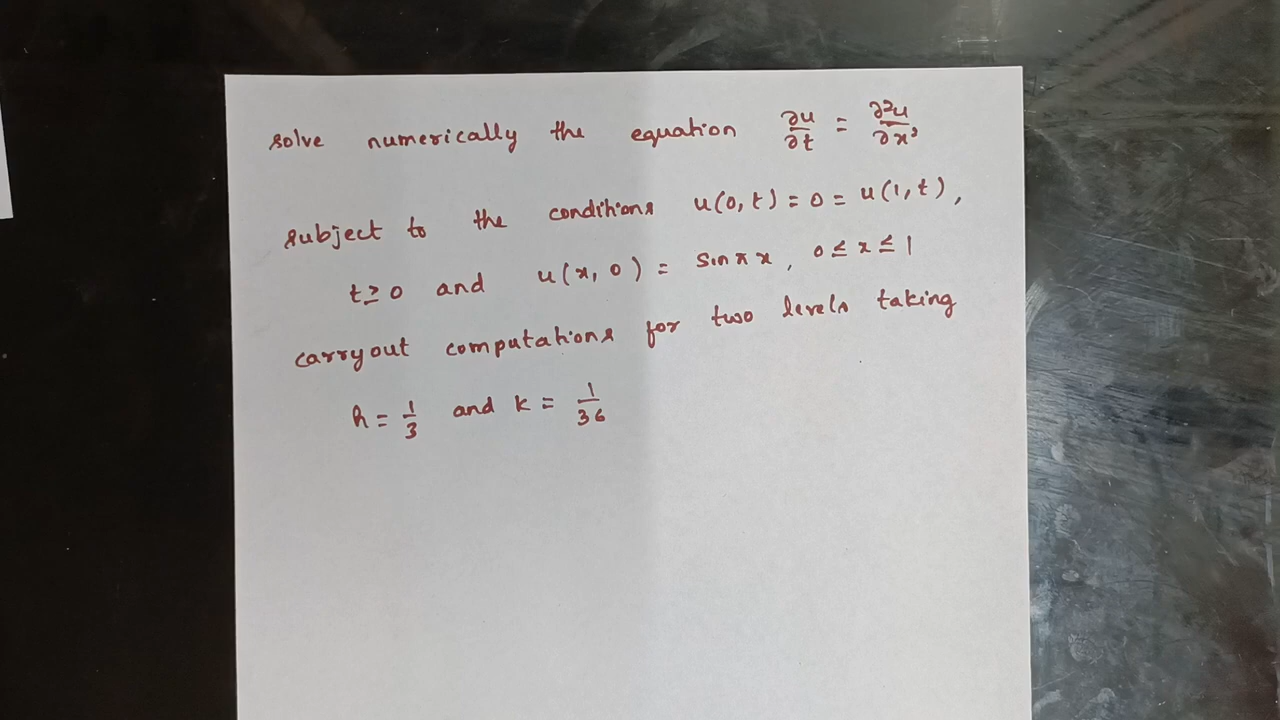 solve numerically the equation ∂u/∂t = ∂²u/∂x²,
subject to the conditions u(0,t) = 0 = u(1,t),
t ≥ 0 and u(x,0) = sin πx, 0 ≤ x ≤ 1
carryout computations for two levels taking
h = 1/3 and k = 1/36